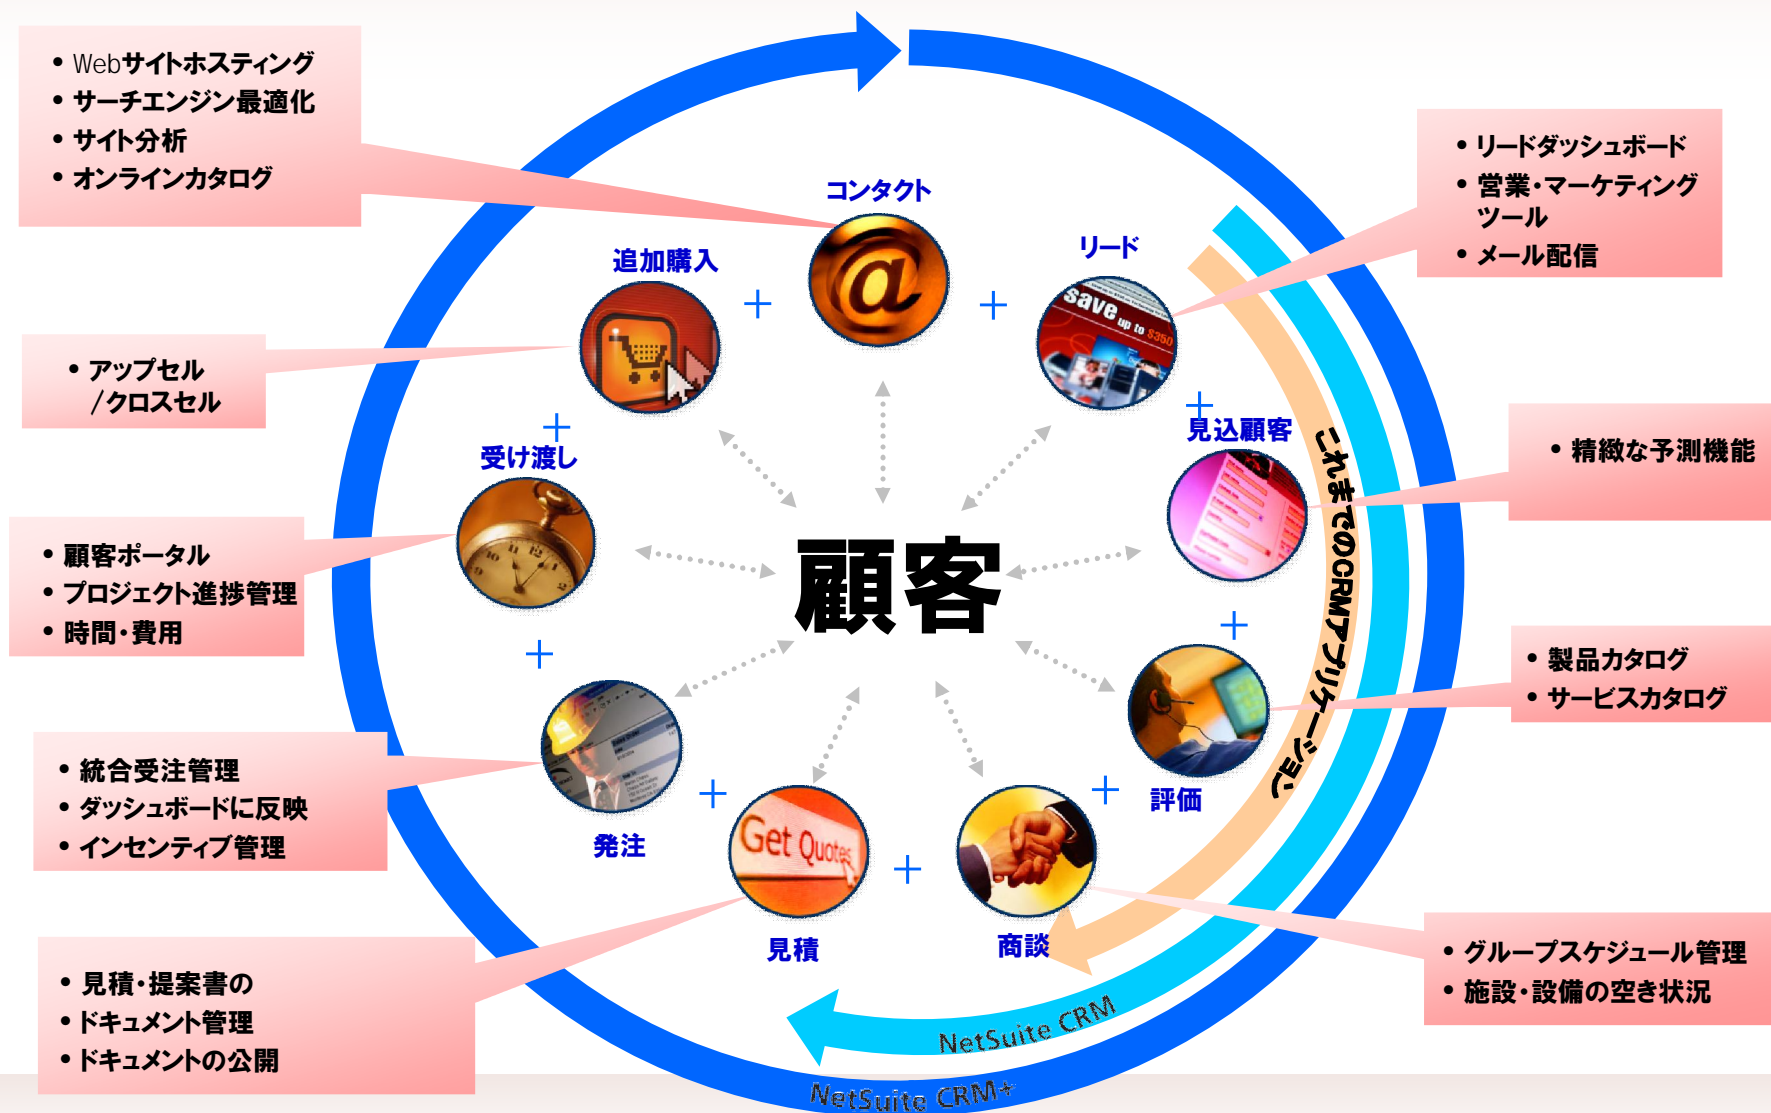 • Webサイトホスティング
• サーチエンジン最適化
• サイト分析
• オンラインカタログ
コンタクト
• リードダッシュボード
• 営業・マーケティング
ツール
• メール配信
リード
追加購入
save
up to $350
• アップセル
/クロスセル
見込顧客
• 精緻な予測機能
受け渡し
• 顧客ポータル
• プロジェクト進捗管理
• 時間・費用
顧客
これまでのCRMアプリケーション
• 製品カタログ
• サービスカタログ
評価
• 統合受注管理
• ダッシュボードに反映
• インセンティブ管理
発注
Get Quotes
見積
商談
• グループスケジュール管理
• 施設・設備の空き状況
• 見積・提案書の
• ドキュメント管理
• ドキュメントの公開
NetSuite CRM
NetSuite CRM+